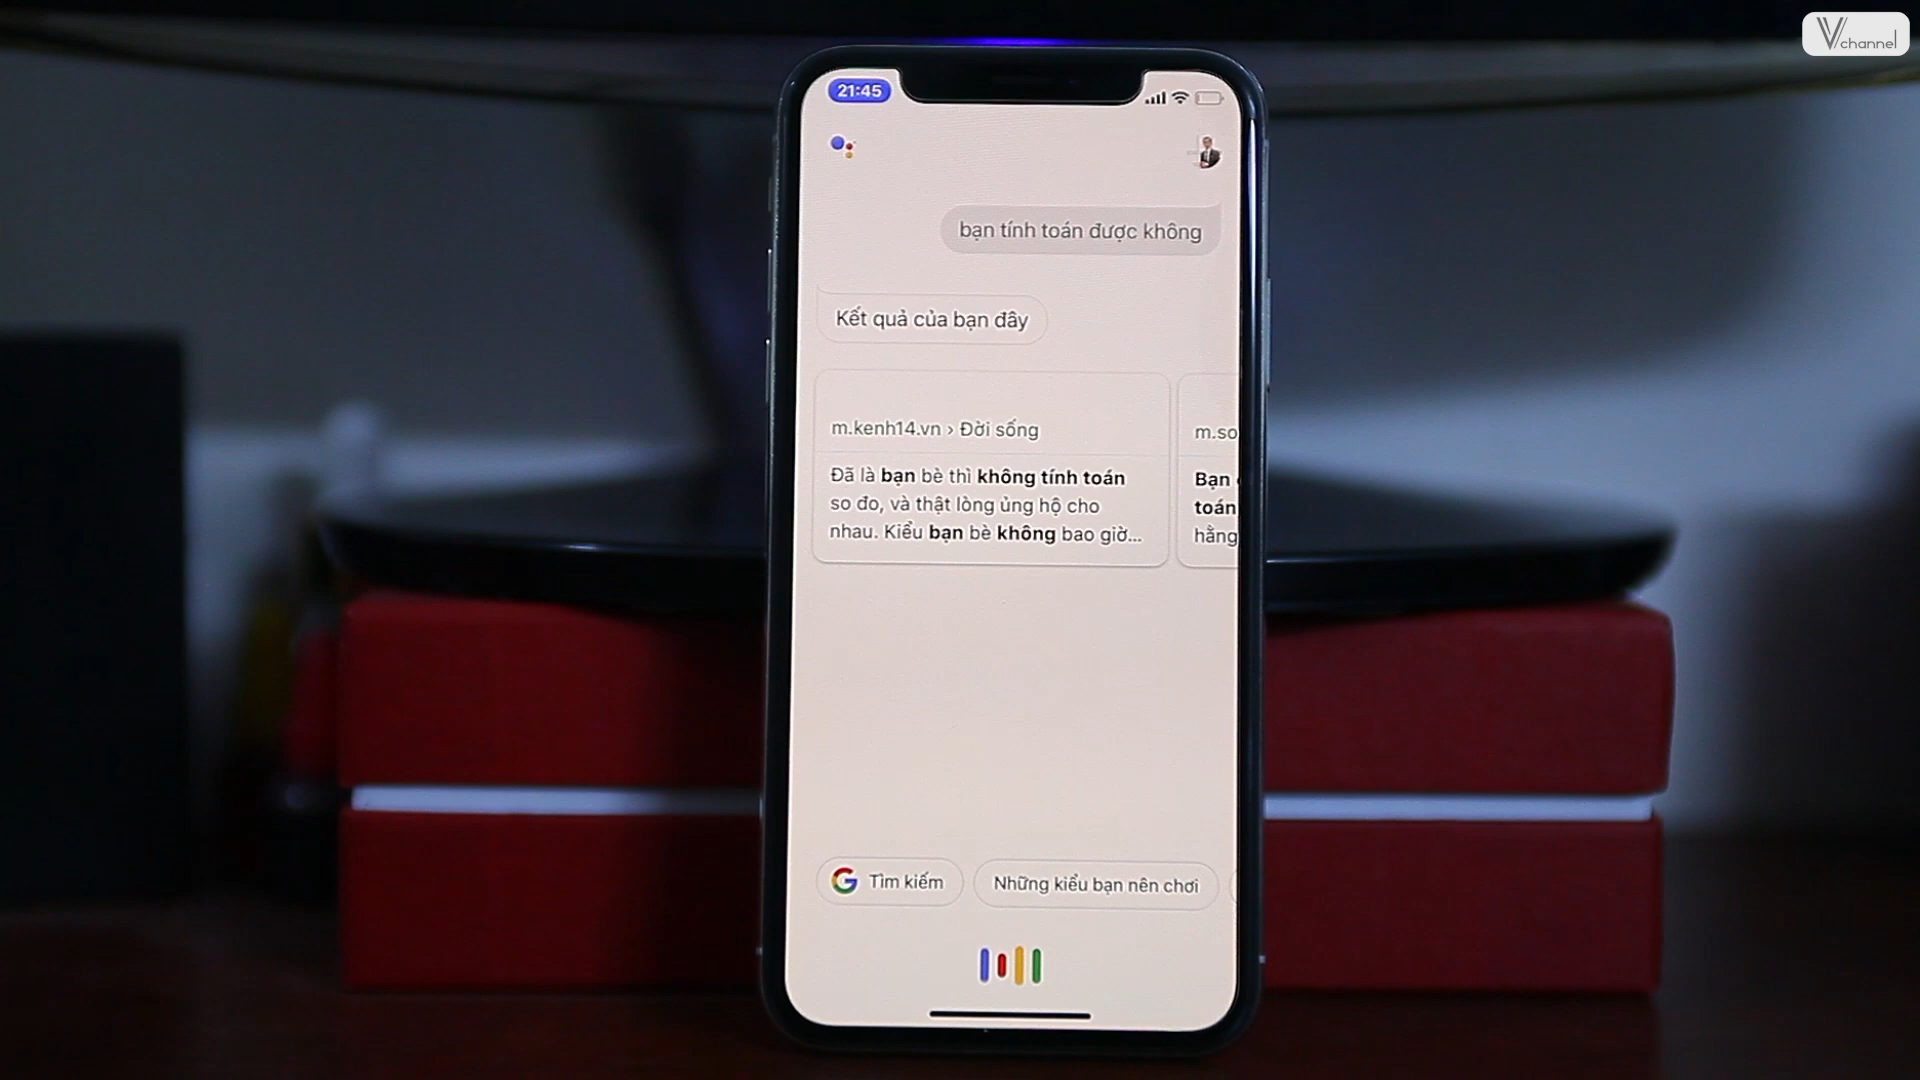 Vchannel
21:45
bạn tính toán được không
Kết quả của bạn đây
m.kenh14.vn › Đời sống
Đã là bạn bè thì không tính toán
so đo, và thật lòng ủng hộ cho
nhau. Kiểu bạn bè không bao giờ...
m.so
Bạn
toán
hằng
G Tìm kiếm
Những kiểu bạn nên chơi